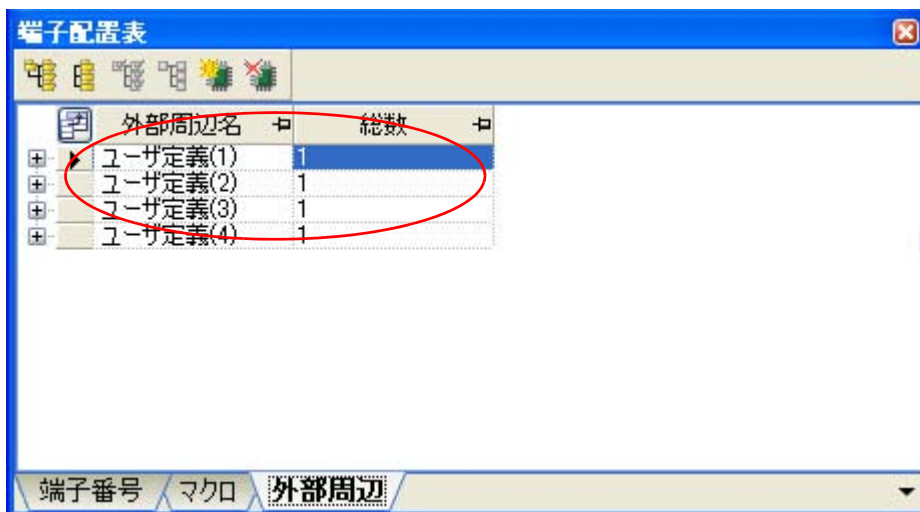 端子配置表
外部周辺名 総数
ユーザ定義(1) 1
ユーザ定義(2) 1
ユーザ定義(3) 1
ユーザ定義(4) 1
端子番号 マクロ 外部周辺